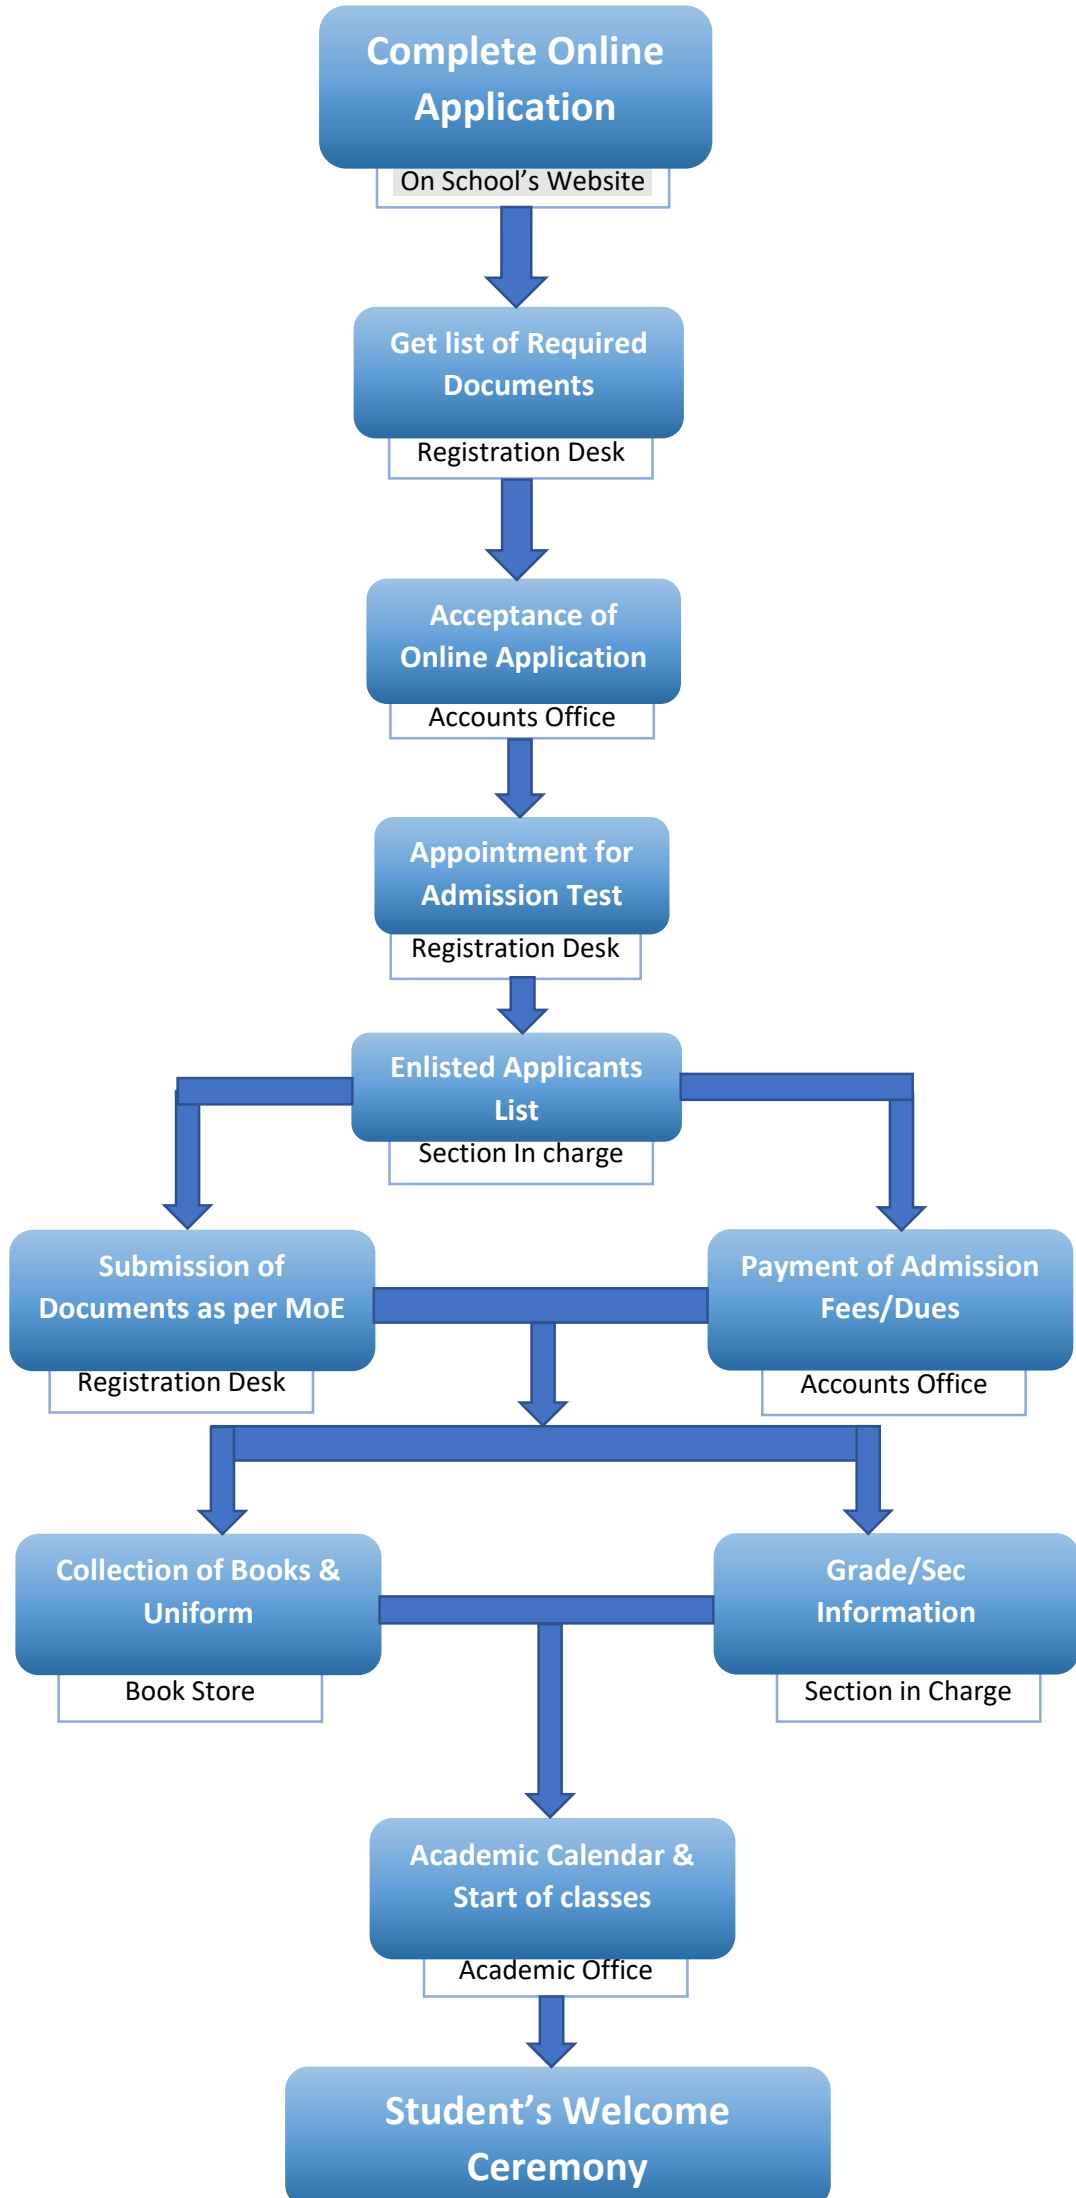 Complete Online
Application
On School’s Website
Get list of Required
Documents
Registration Desk
Acceptance of
Online Application
Accounts Office
Appointment for
Admission Test
Registration Desk
Enlisted Applicants
List
Section In charge
Submission of
Documents as per MoE
Registration Desk
Payment of Admission
Fees/Dues
Accounts Office
Collection of Books &
Uniform
Book Store
Grade/Sec
Information
Section in Charge
Academic Calendar &
Start of classes
Academic Office
Student’s Welcome
Ceremony